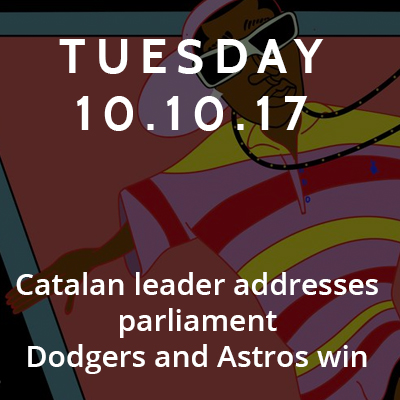 TUESDAY
10.10.17
Catalan leader addresses
parliament
Dodgers and Astros win